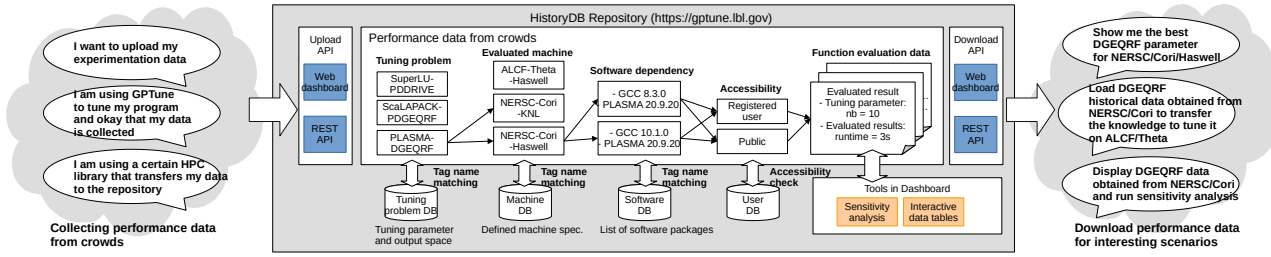 HistoryDB Repository (https://gptune.lbl.gov)
I want to upload my
experimentation data
I am using GPTune
to tune my program
and okay that my data
is collected
I am using a certain HPC
library that transfers my data
to the repository
Collecting performance data
from crowds
Upload
API
Web
dashboard
REST
API
Performance data from crowds
Tuning problem
SuperLU-
PDDRIVE
ScaLAPACK-
PDGEQRF
PLASMA-
DGEQRF
Evaluated machine
ALCF-Theta
-Haswell
NERSC-Cori
-KNL
NERSC-Cori
-Haswell
Software dependency
- GCC 8.3.0
- PLASMA 20.9.20
- GCC 10.1.0
- PLASMA 20.9.20
Accessibility
Registered
user
Public
Function evaluation data
Evaluated result
- Tuning parameter:
nb = 10
- Evaluated results:
runtime = 3s
...
Tag name
matching
Tag name
matching
Tag name
matching
Accessibility
check
Tuning
problem DB
Machine
DB
Software
DB
User
DB
Tuning parameter
and output space
Defined machine spec.
List of software packages
Tools in Dashboard
Sensitivity
analysis
Interactive
data tables
Download
API
Web
dashboard
REST
API
Show me the best
DGEQRF parameter
for NERSC/Cori/Haswell
Load DGEQRF
historical data obtained from
NERSC/Cori to transfer
the knowledge to tune it
on ALCF/Theta
Display DGEQRF data
obtained from NERSC/Cori
and run sensitivity analysis
Download performance data
for interesting scenarios